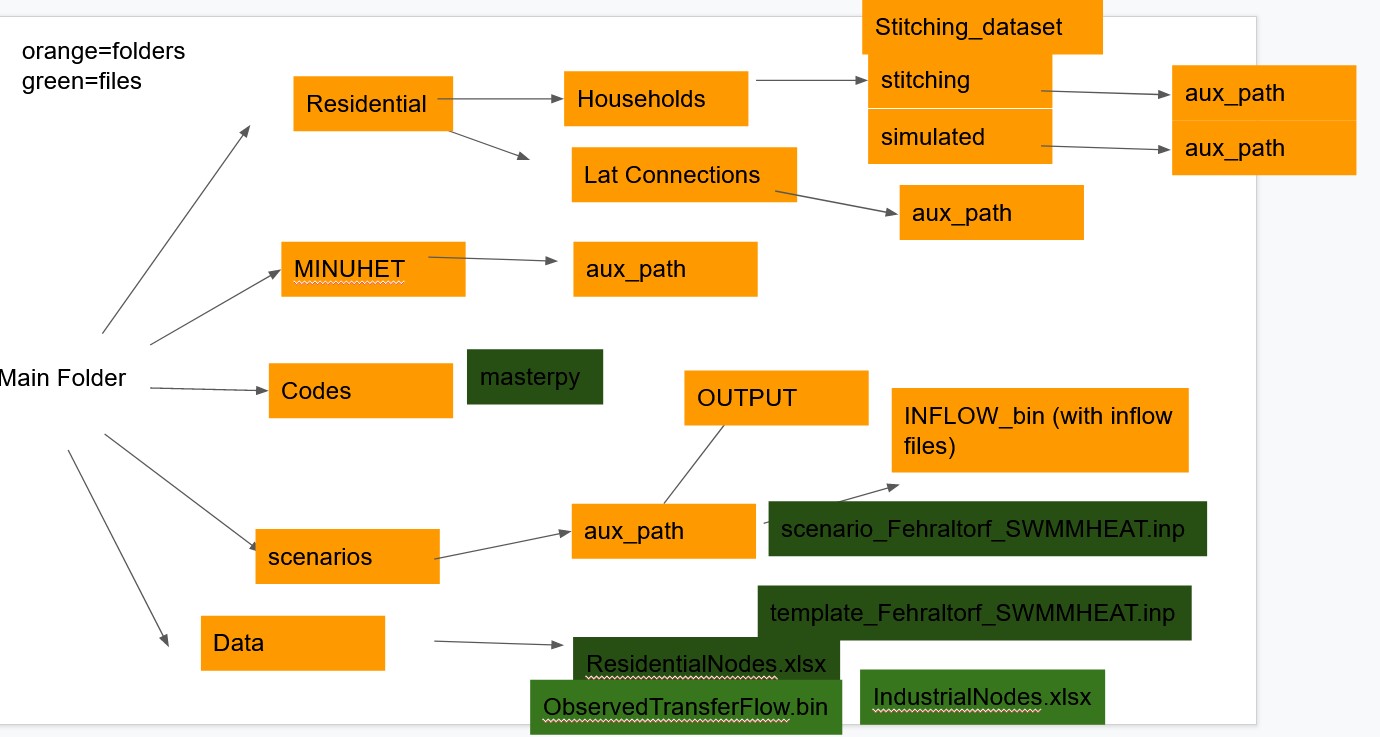 orange=folders
green=files
Stitching_dataset
Residential
Households
stitching
aux_path
simulated
aux_path
Lat Connections
aux_path
MINUHET
aux_path
Main Folder
Codes
masterpy
OUTPUT
INFLOW_bin (with inflow
files)
scenarios
aux_path
scenario_Fehraltorf_SWMMHEAT.inp
template_Fehraltorf_SWMMHEAT.inp
Data
ResidentialNodes.xlsx
ObservedTransferFlow.bin
IndustrialNodes.xlsx